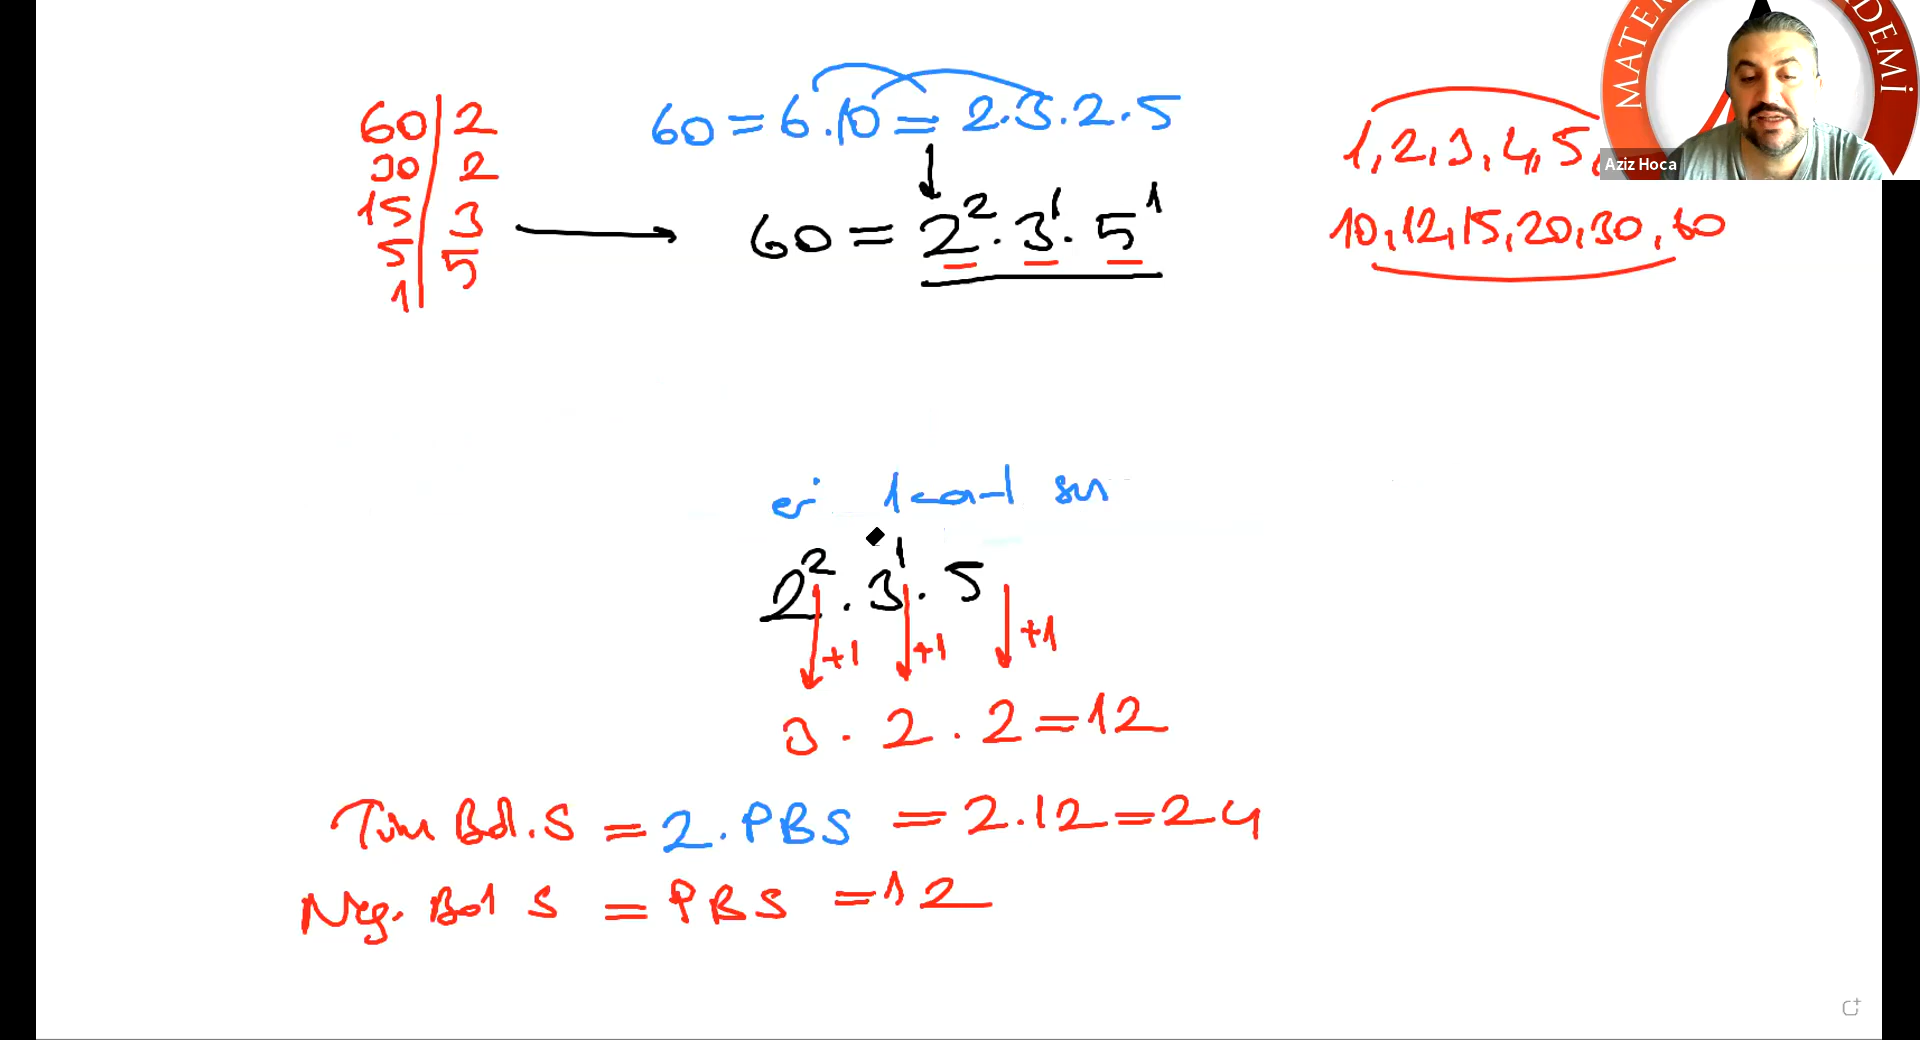 60 | 2
30 | 2
15 | 3
5 | 5
1
60 = 6.10 = 2.3.2.5
60 = 2² . 3¹ . 5¹
1, 2, 3, 4, 5,
10, 12, 15, 20, 30, 60
MATEM
DEMİ
Aziz Hoca
2² . 3¹ . 5
+1 +1 +1
3 . 2 . 2 = 12
Tüm Böl. S = 2. PBS = 2.12 = 24
Neg. Böl S = PBS = 12